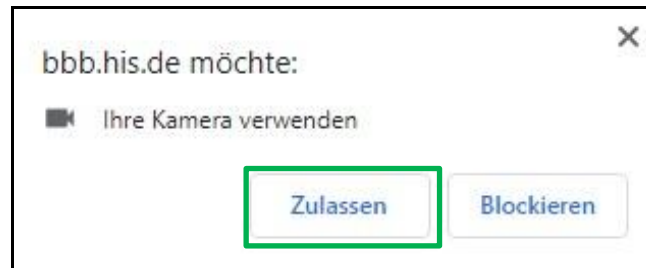 bbb.his.de möchte:
Ihre Kamera verwenden
Zulassen
Blockieren